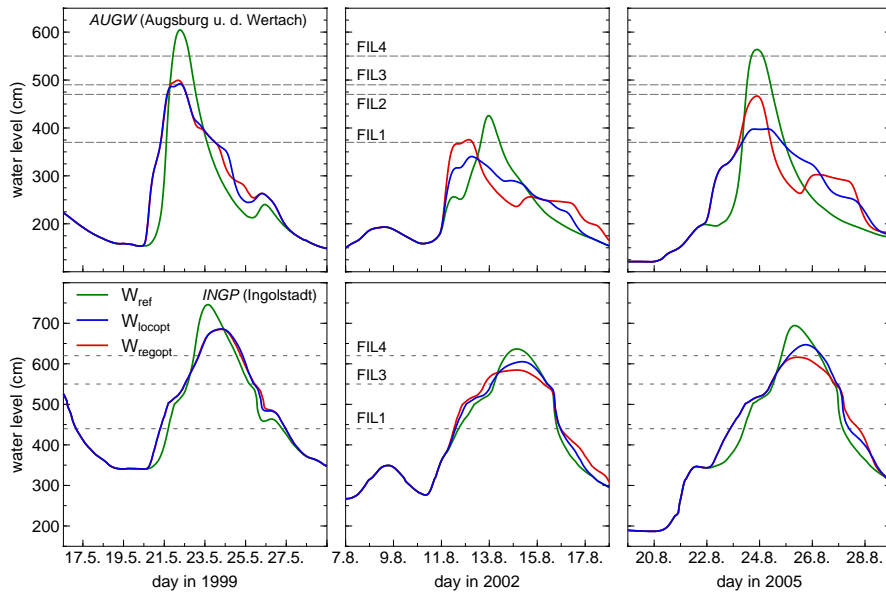 AUGW (Augsburg u. d. Wertach)
water level (cm)
600
500
400
300
200
FIL4
FIL3
FIL2
FIL1
INGP (Ingolstadt)
W ref
W locopt
W regopt
water level (cm)
700
600
500
400
300
200
FIL4
FIL3
FIL1
17.5. 19.5. 21.5. 23.5. 25.5. 27.5.
7.8. 9.8. 11.8. 13.8. 15.8. 17.8.
20.8. 22.8. 24.8. 26.8. 28.8.
day in 1999
day in 2002
day in 2005